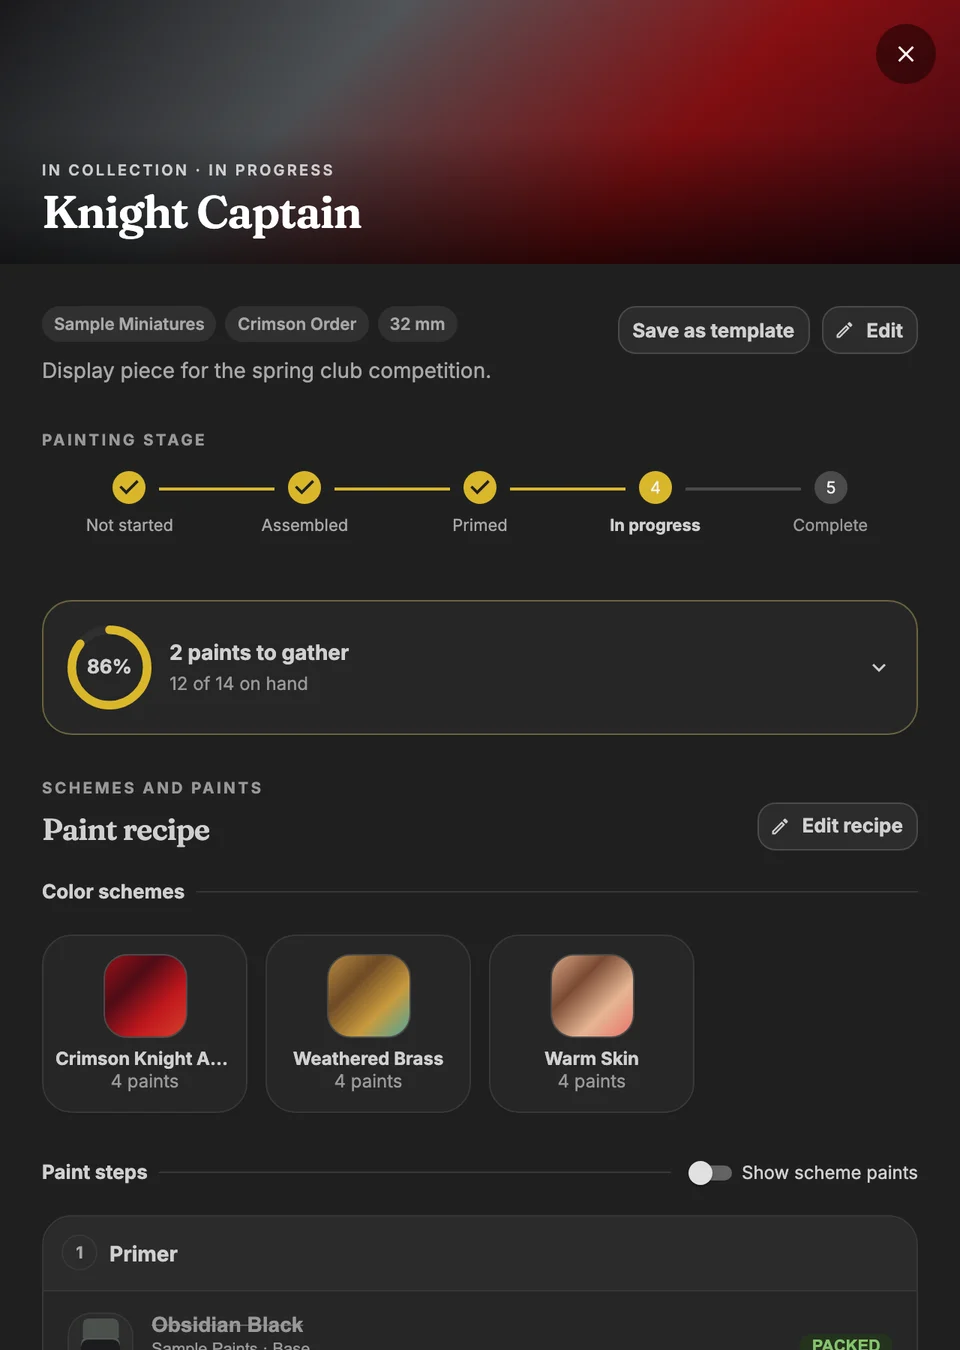 IN COLLECTION · IN PROGRESS
Knight Captain
Sample Miniatures
Crimson Order
32 mm
Save as template
Edit
Display piece for the spring club competition.
PAINTING STAGE
4
5
Not started
Assembled
Primed
In progress
Complete
86%
2 paints to gather
12 of 14 on hand
SCHEMES AND PAINTS
Paint recipe
Edit recipe
Color schemes
Crimson Knight A...
4 paints
Weathered Brass
4 paints
Warm Skin
4 paints
Paint steps
Show scheme paints
1
Primer
Obsidian Black
Sample Paints · Base
PACKED